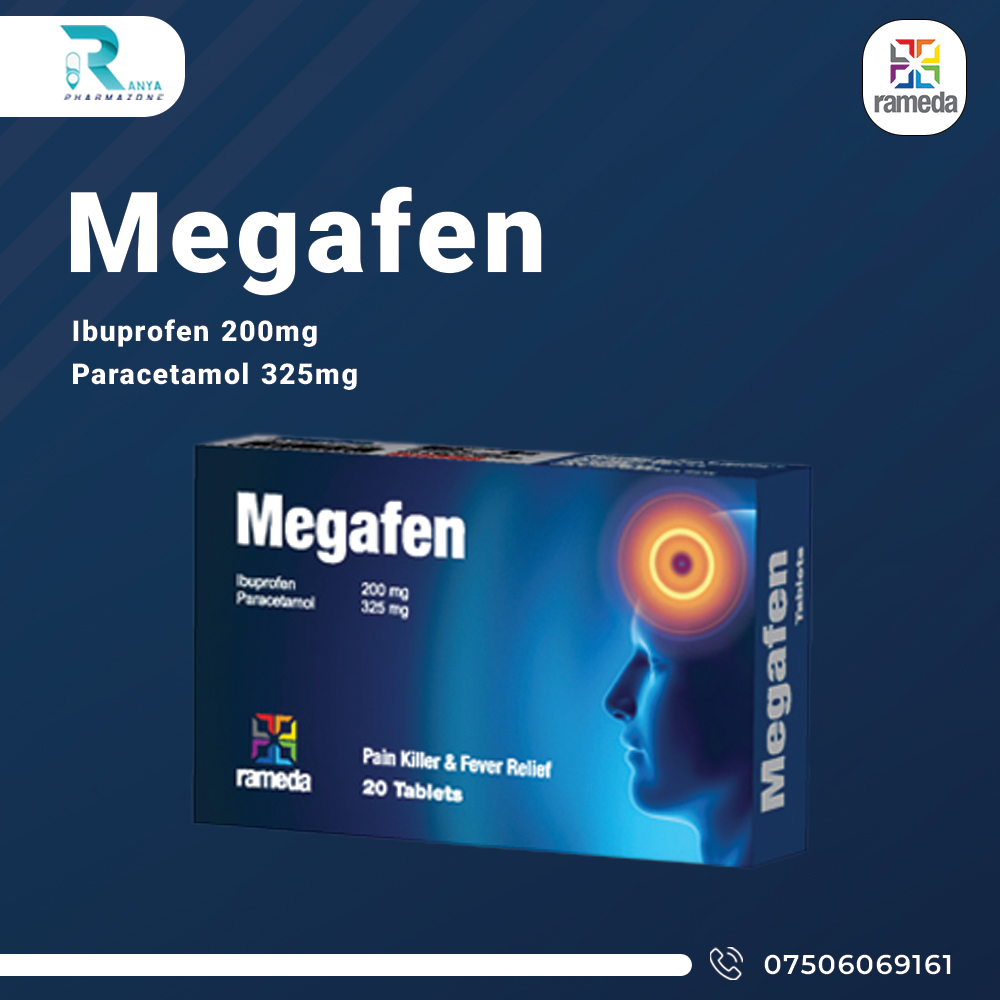 RANYA
PHARMAZONE
rameda
Megafen
Ibuprofen 200mg
Paracetamol 325mg
Megafen
Ibuprofen 200 mg
Paracetamol 325 mg
rameda
Pain Killer & Fever Relief
20 Tablets
Megafen
Tablets
07506069161